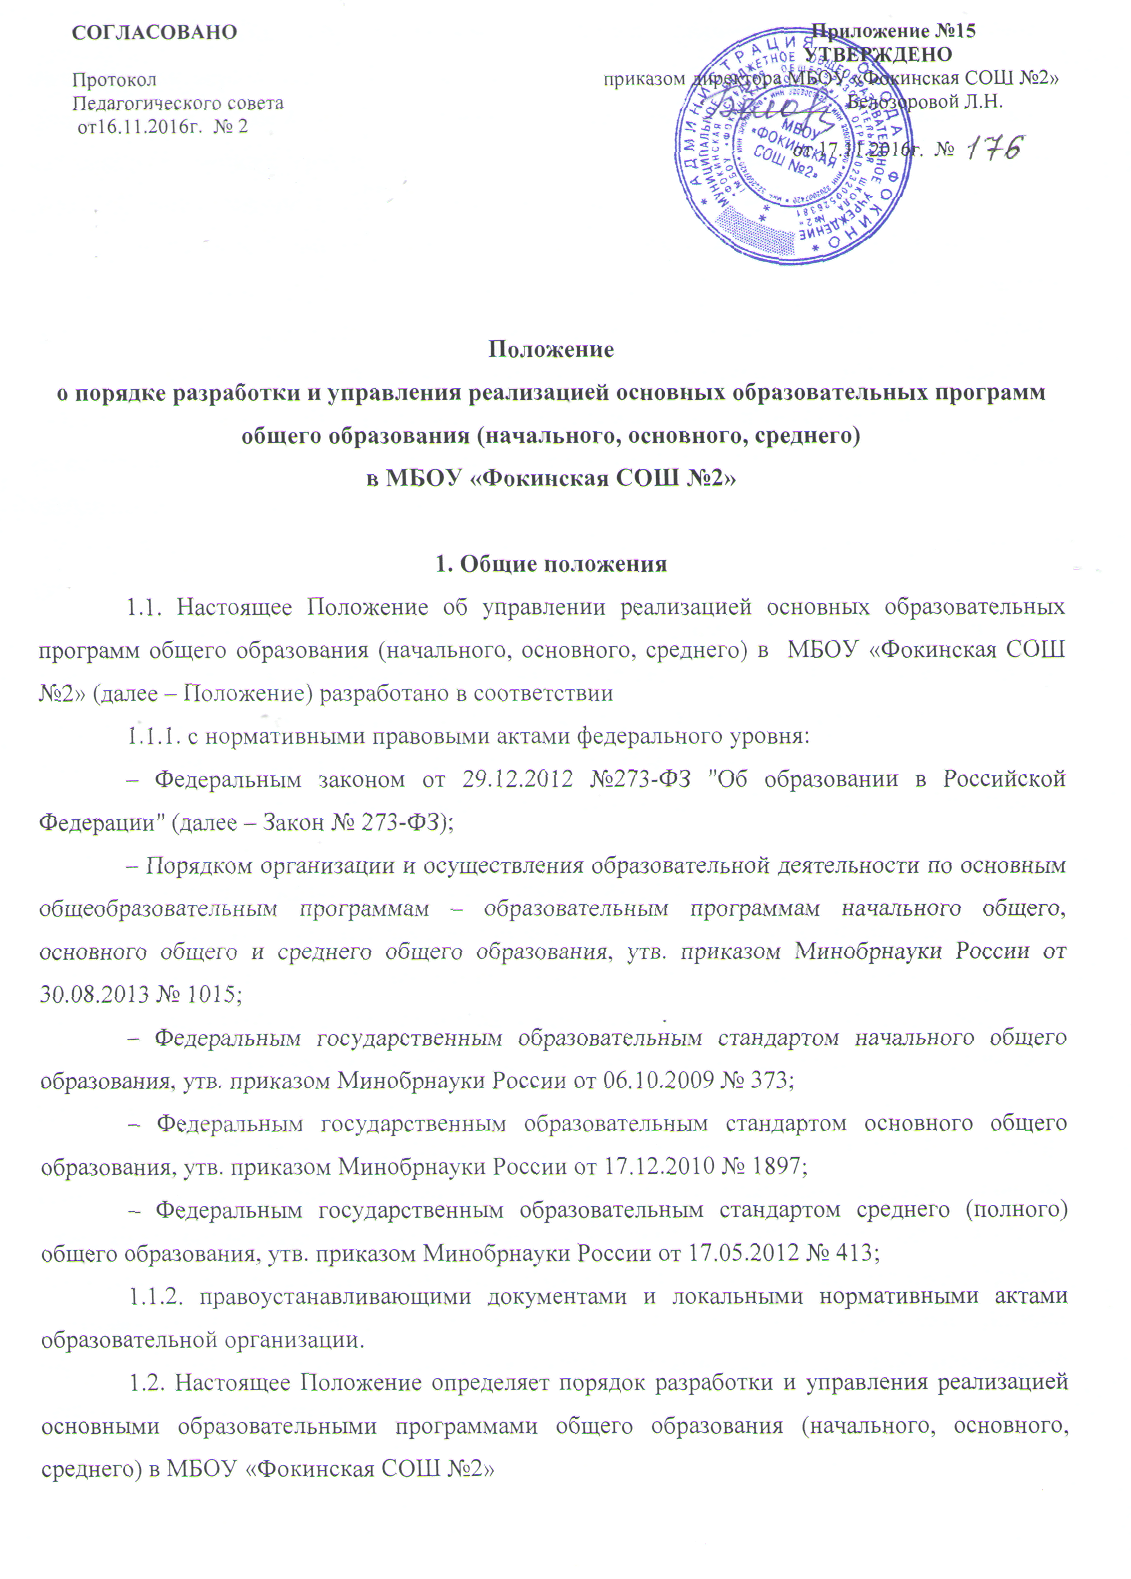 СОГЛАСОВАНО
Протокол
Педагогического совета
от16.11.2016г. № 2
Приложение №15
УТВЕРЖДЕНО
приказом директора МБОУ «Фокинская СОШ №2»
Белозоровой Л.Н.
от 17.11.2016г. № 176
МБОУ
«ФОКИНСКАЯ
СОШ №2»
* АДМИНИСТРАЦИЯ ГОРОДА ФОКИНО *
Положение
о порядке разработки и управления реализацией основных образовательных программ
общего образования (начального, основного, среднего)
в МБОУ «Фокинская СОШ №2»
1. Общие положения
1.1. Настоящее Положение об управлении реализацией основных образовательных
программ общего образования (начального, основного, среднего) в МБОУ «Фокинская СОШ
№2» (далее – Положение) разработано в соответствии
1.1.1. с нормативными правовыми актами федерального уровня:
– Федеральным законом от 29.12.2012 №273-ФЗ "Об образовании в Российской
Федерации" (далее – Закон № 273-ФЗ);
– Порядком организации и осуществления образовательной деятельности по основным
общеобразовательным программам – образовательным программам начального общего,
основного общего и среднего общего образования, утв. приказом Минобрнауки России от
30.08.2013 № 1015;
– Федеральным государственным образовательным стандартом начального общего
образования, утв. приказом Минобрнауки России от 06.10.2009 № 373;
– Федеральным государственным образовательным стандартом основного общего
образования, утв. приказом Минобрнауки России от 17.12.2010 № 1897;
– Федеральным государственным образовательным стандартом среднего (полного)
общего образования, утв. приказом Минобрнауки России от 17.05.2012 № 413;
1.1.2. правоустанавливающими документами и локальными нормативными актами
образовательной организации.
1.2. Настоящее Положение определяет порядок разработки и управления реализацией
основными образовательными программами общего образования (начального, основного,
среднего) в МБОУ «Фокинская СОШ №2»